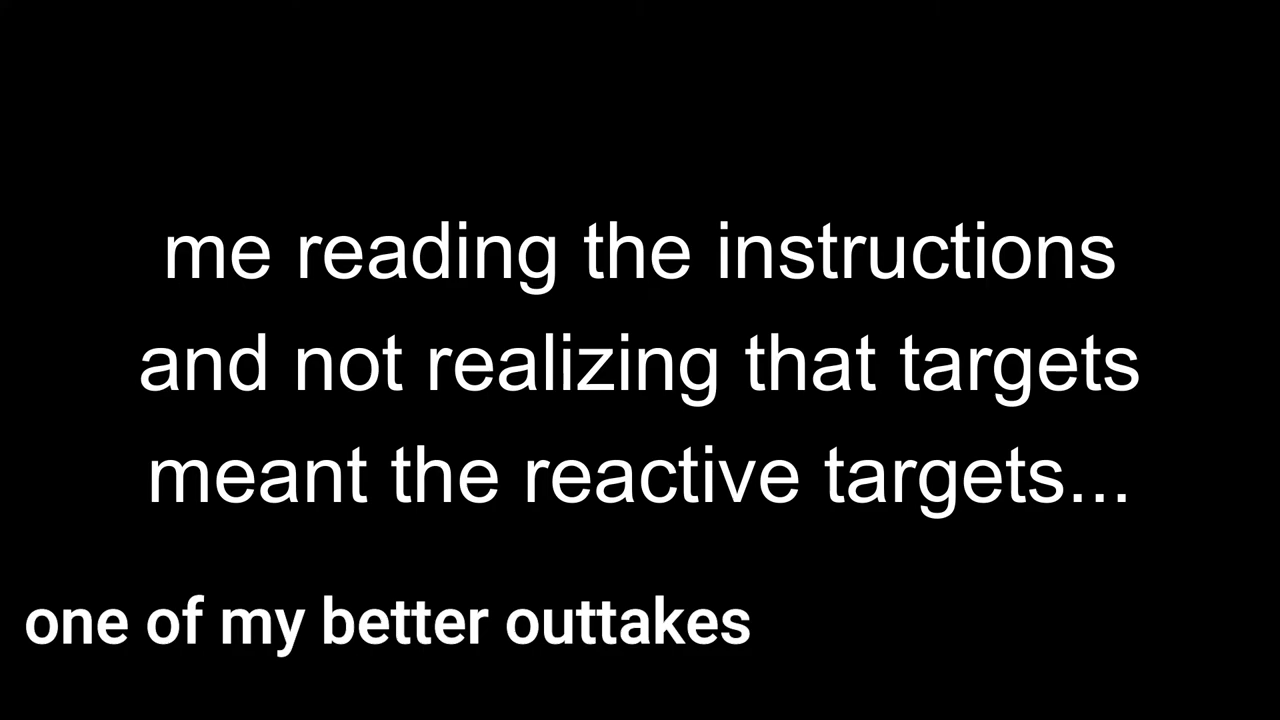 me reading the instructions
and not realizing that targets
meant the reactive targets...
one of my better outtakes